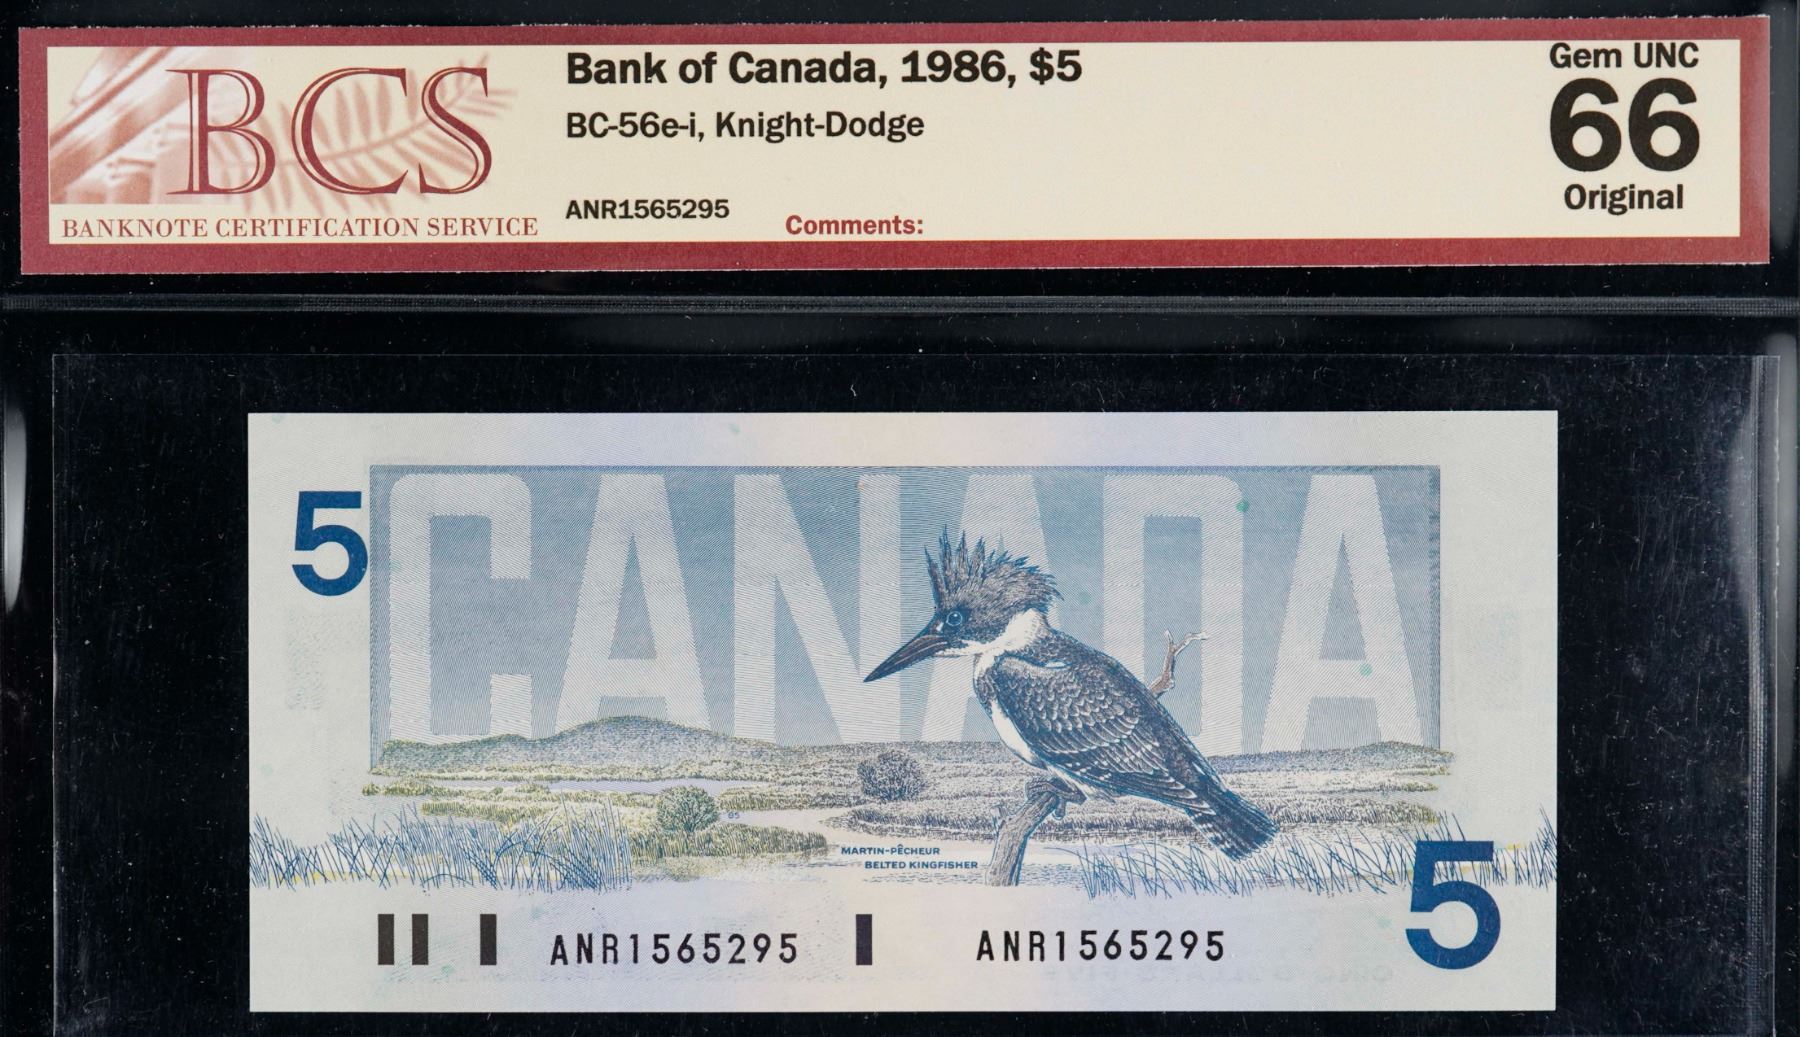 BCS
BANKNOTE CERTIFICATION SERVICE
Bank of Canada, 1986, $5
BC-56e-i, Knight-Dodge
ANR1565295
Comments:
Gem UNC
66
Original
5
CANADA
85
MARTIN-PÊCHEUR
BELTED KINGFISHER
ANR1565295
ANR1565295
5